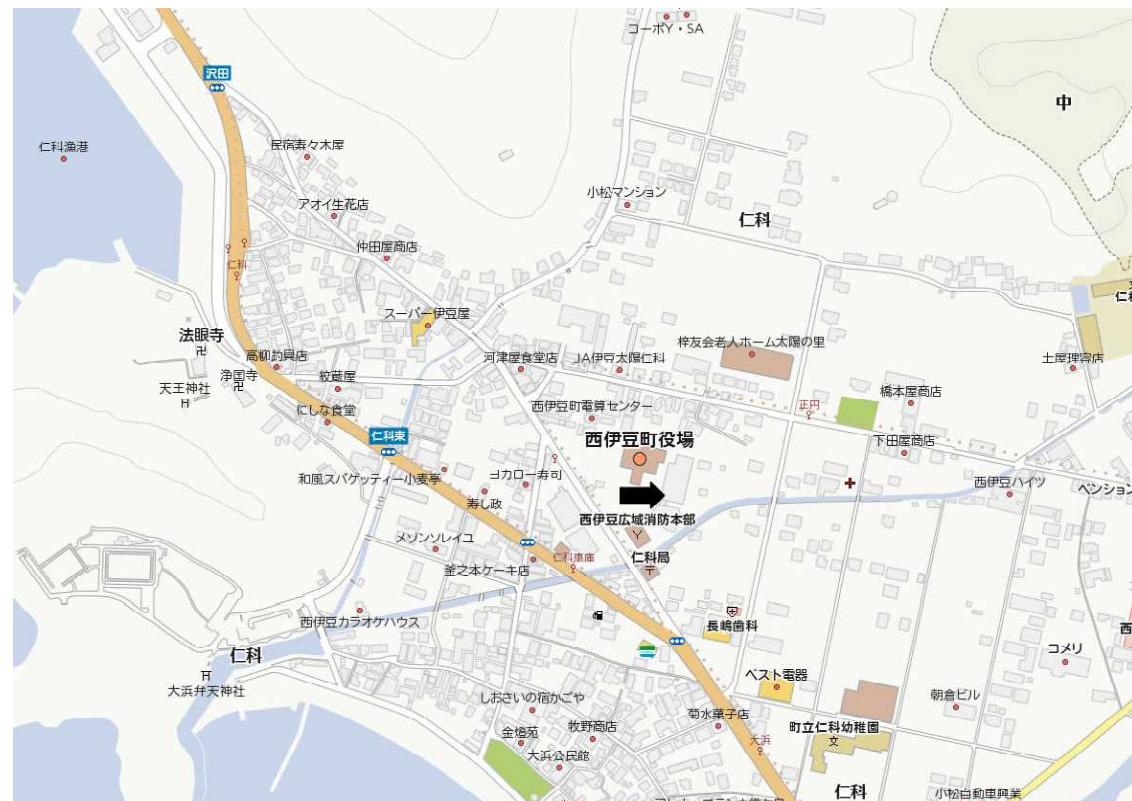 コーポY・SA
沢田
中
仁科漁港
民宿寿々木屋
小松マンション
アオイ生花店
仁科
仲田屋商店
仁科
スーパー伊豆屋
法眼寺
高柳釣具店
河津屋食堂店
JA伊豆太陽仁科
梓友会老人ホーム太陽の里
土屋理容店
浄国寺
天王神社
鮫蔵屋
橋本屋商店
にしな食堂
西伊豆町電算センター
正円
仁科東
西伊豆町役場
下田屋商店
和風スパゲッティー小麦亭
ヨカロー寿司
西伊豆ハイツ
ペンション
寿し政
西伊豆広域消防本部
メゾンソレイユ
仁科車庫
仁科局
釜之本ケーキ店
西伊豆カラオケハウス
長嶋歯科
西
仁科
コメリ
大浜弁天神社
ベスト電器
しおさいの宿かごや
朝倉ビル
菊水菓子店
金燈苑
牧野商店
町立仁科幼稚園
大浜
大浜公民館
仁科
小松自動車興業